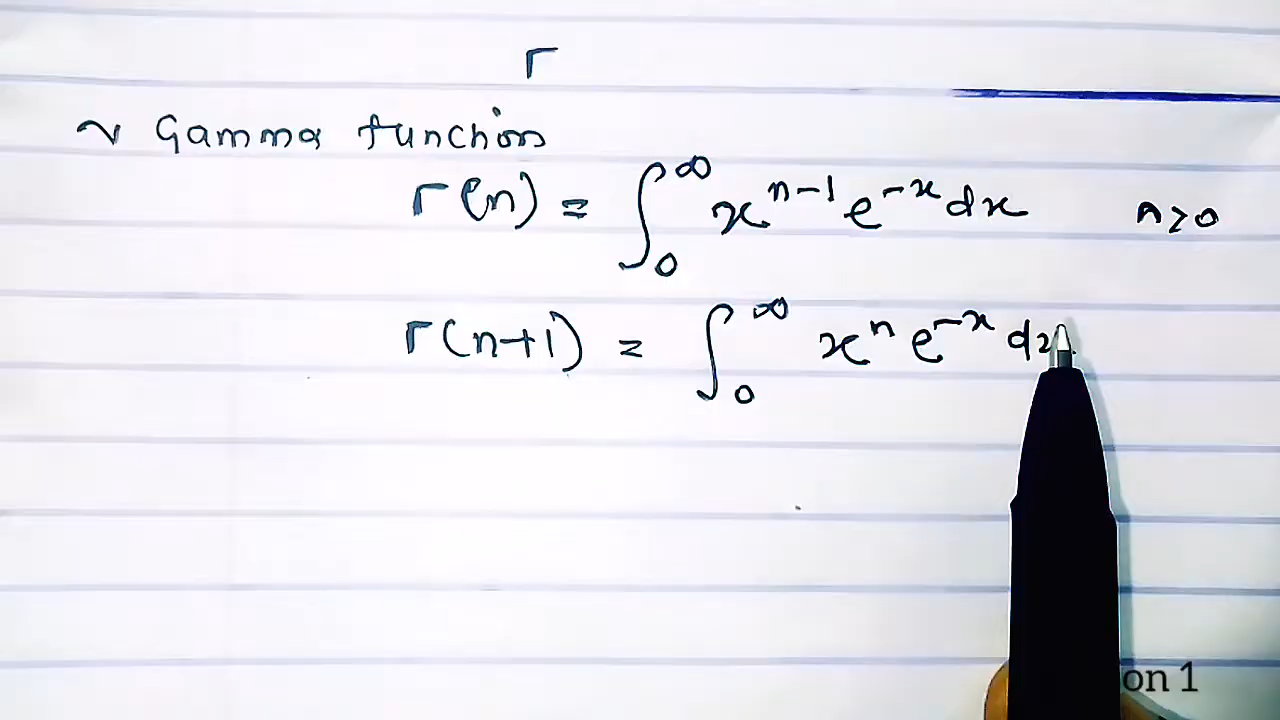 Γ
~ Gamma function
Γ(n) = ∫₀^∞ x^{n-1} e^{-x} dx n>0
Γ(n+1) = ∫₀^∞ x^n e^{-x} dx
on 1